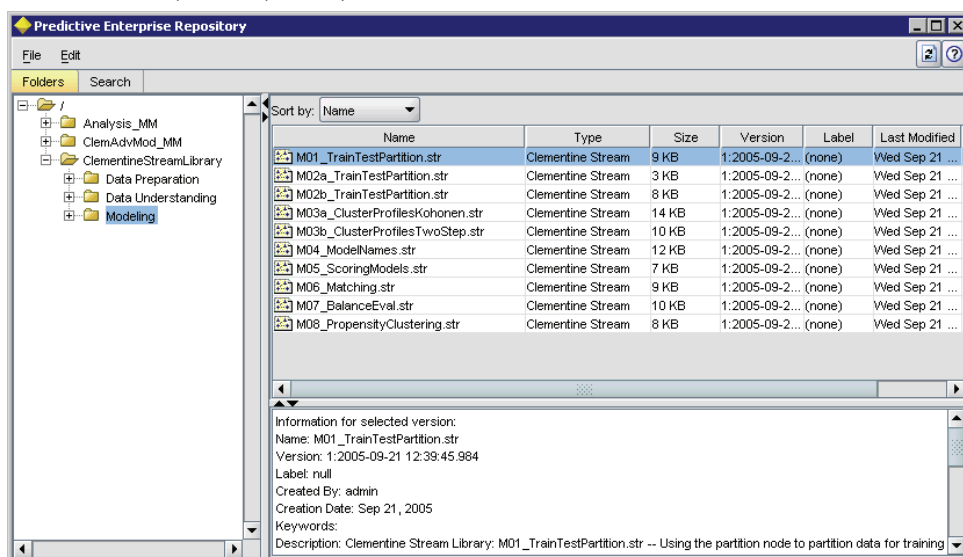 Predictive Enterprise Repository
File Edit
Folders Search
/
Analysis_MM
ClemAdvMod_MM
ClementineStreamLibrary
Data Preparation
Data Understanding
Modeling
Sort by: Name
Name Type Size Version Label Last Modified
M01_TrainTestPartition.str Clementine Stream 9 KB 1:2005-09-2... (none) Wed Sep 21 ...
M02a_TrainTestPartition.str Clementine Stream 3 KB 1:2005-09-2... (none) Wed Sep 21 ...
M02b_TrainTestPartition.str Clementine Stream 8 KB 1:2005-09-2... (none) Wed Sep 21 ...
M03a_ClusterProfilesKohonen.str Clementine Stream 14 KB 1:2005-09-2... (none) Wed Sep 21 ...
M03b_ClusterProfilesTwoStep.str Clementine Stream 10 KB 1:2005-09-2... (none) Wed Sep 21 ...
M04_ModelNames.str Clementine Stream 12 KB 1:2005-09-2... (none) Wed Sep 21 ...
M05_ScoringModels.str Clementine Stream 7 KB 1:2005-09-2... (none) Wed Sep 21 ...
M06_Matching.str Clementine Stream 9 KB 1:2005-09-2... (none) Wed Sep 21 ...
M07_BalanceEval.str Clementine Stream 10 KB 1:2005-09-2... (none) Wed Sep 21 ...
M08_PropensityClustering.str Clementine Stream 8 KB 1:2005-09-2... (none) Wed Sep 21 ...
Information for selected version:
Name: M01_TrainTestPartition.str
Version: 1:2005-09-21 12:39:45.984
Label: null
Created By: admin
Creation Date: Sep 21, 2005
Keywords:
Description: Clementine Stream Library: M01_TrainTestPartition.str -- Using the partition node to partition data for training